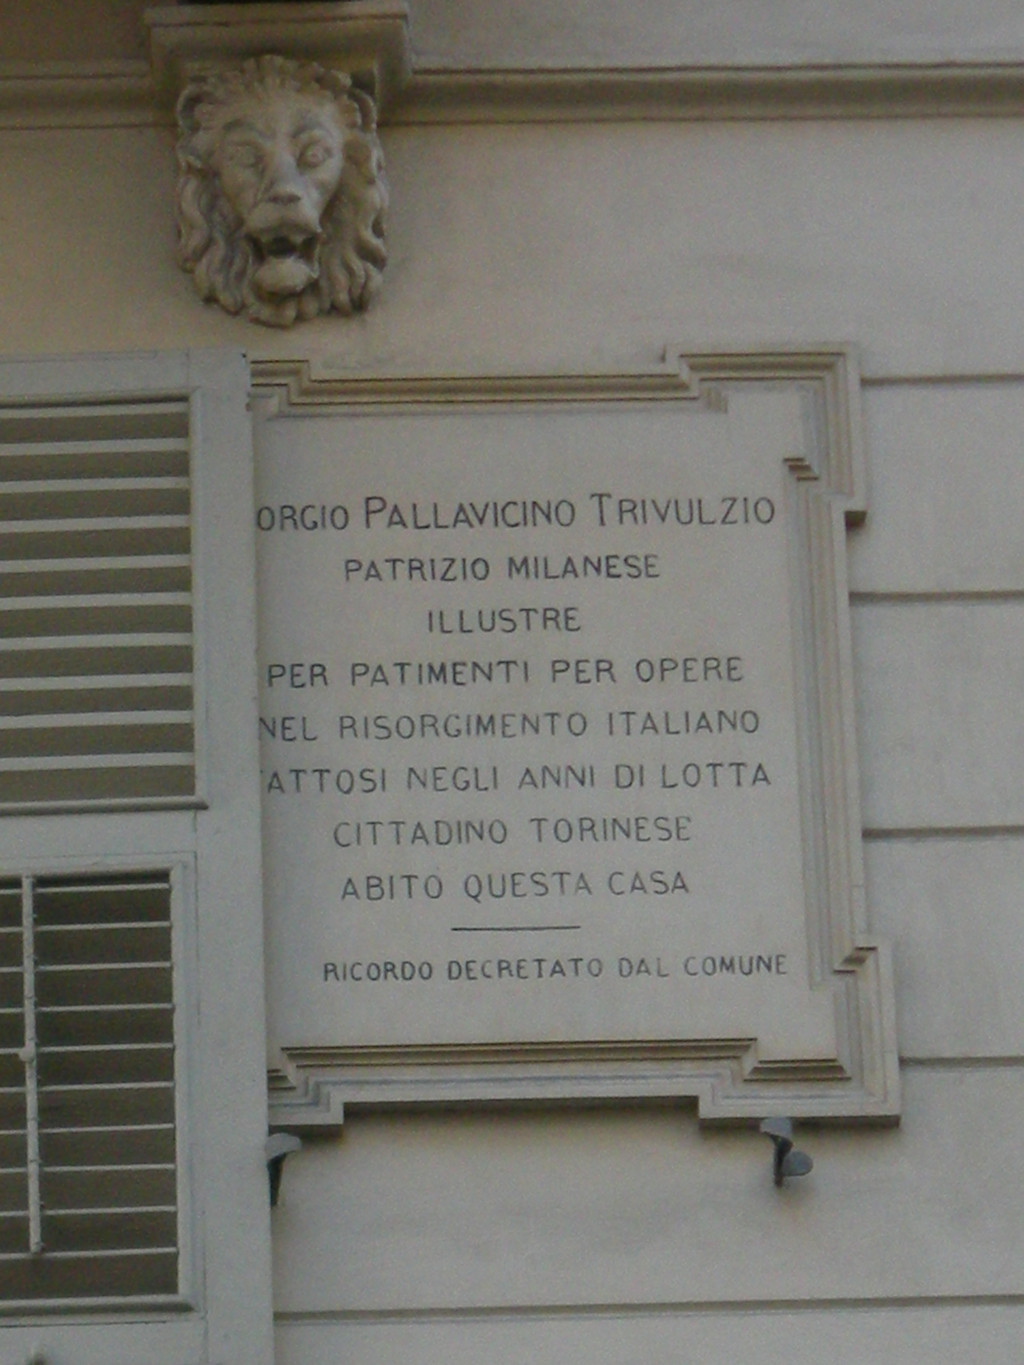 ORGIO PALLAVICINO TRIVULZIO
PATRIZIO MILANESE
ILLUSTRE
PER PATIMENTI PER OPERE
NEL RISORGIMENTO ITALIANO
ATTOSI NEGLI ANNI DI LOTTA
CITTADINO TORINESE
ABITÒ QUESTA CASA
RICORDO DECRETATO DAL COMUNE